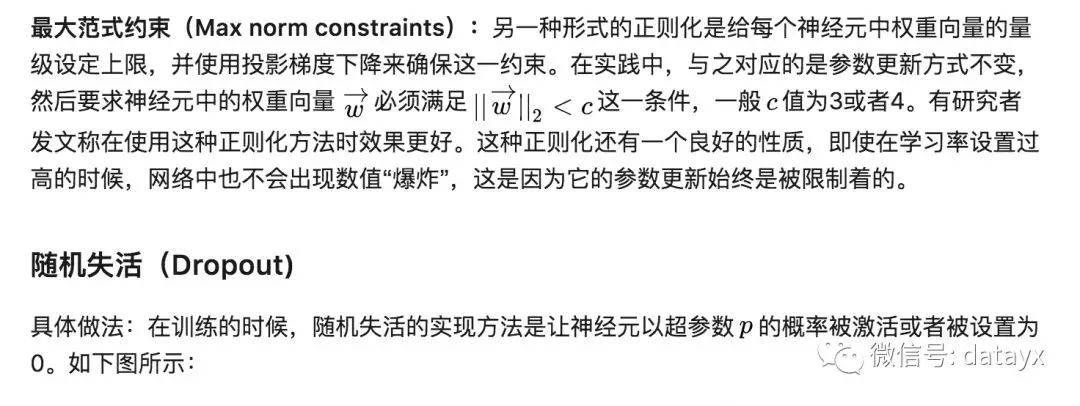 最大范式约束（Max norm constraints）：另一种形式的正则化是给每个神经元中权重向量的量
级设定上限，并使用投影梯度下降来确保这一约束。在实践中，与之对应的是参数更新方式不变，
然后要求神经元中的权重向量 $\overrightarrow{w}$ 必须满足 $||\overrightarrow{w}||_2 < c$ 这一条件，一般 $c$ 值为3或者4。有研究者
发文称在使用这种正则化方法时效果更好。这种正则化还有一个良好的性质，即使在学习率设置过
高的时候，网络中也不会出现数值“爆炸”，这是因为它的参数更新始终是被限制着的。
随机失活（Dropout)
具体做法：在训练的时候，随机失活的实现方法是让神经元以超参数 $p$ 的概率被激活或者被设置为
0。如下图所示：
微信号: datayx